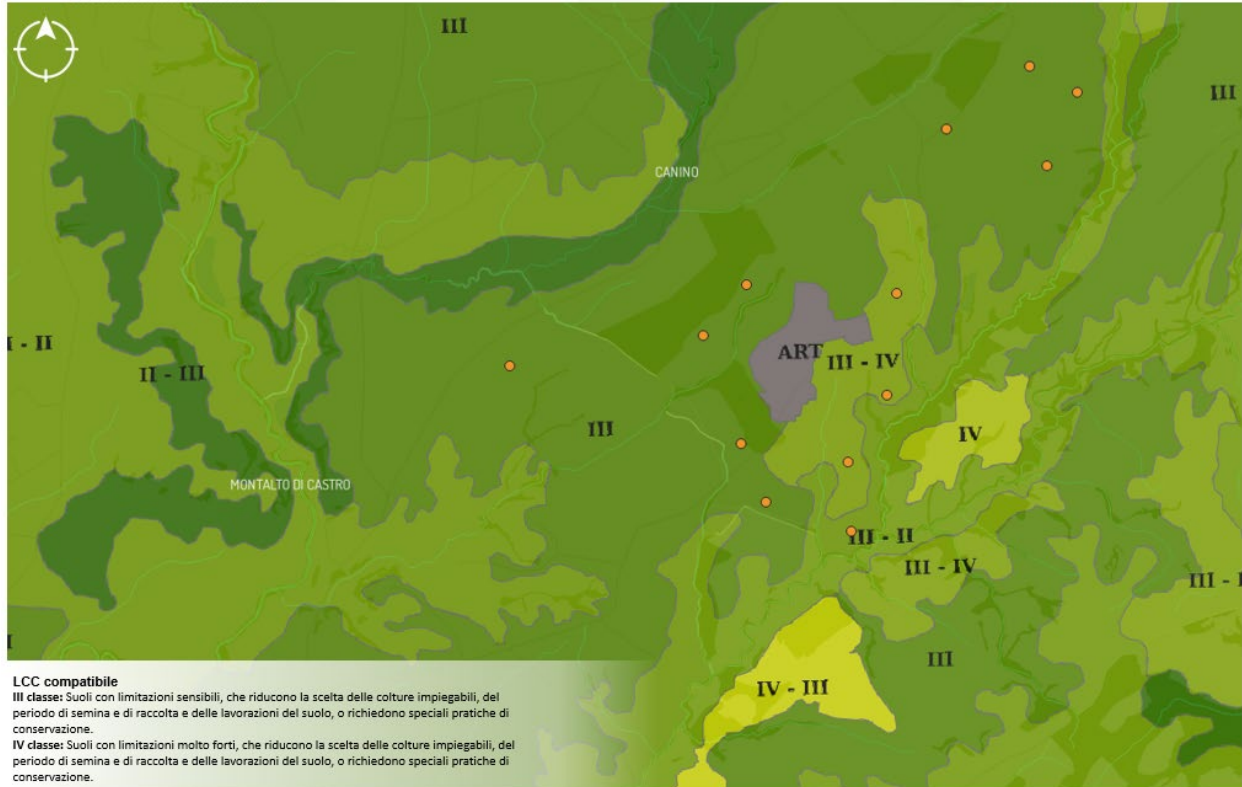 III
III
CANINO
I - II
II - III
ART
III - IV
III
IV
MONTALTO DI CASTRO
III - II
III - IV
III - I
I
III
IV - III
LCC compatibile
III classe: Suoli con limitazioni sensibili, che riducono la scelta delle colture impiegabili, del
periodo di semina e di raccolta e delle lavorazioni del suolo, o richiedono speciali pratiche di
conservazione.
IV classe: Suoli con limitazioni molto forti, che riducono la scelta delle colture impiegabili, del
periodo di semina e di raccolta e delle lavorazioni del suolo, o richiedono speciali pratiche di
conservazione.